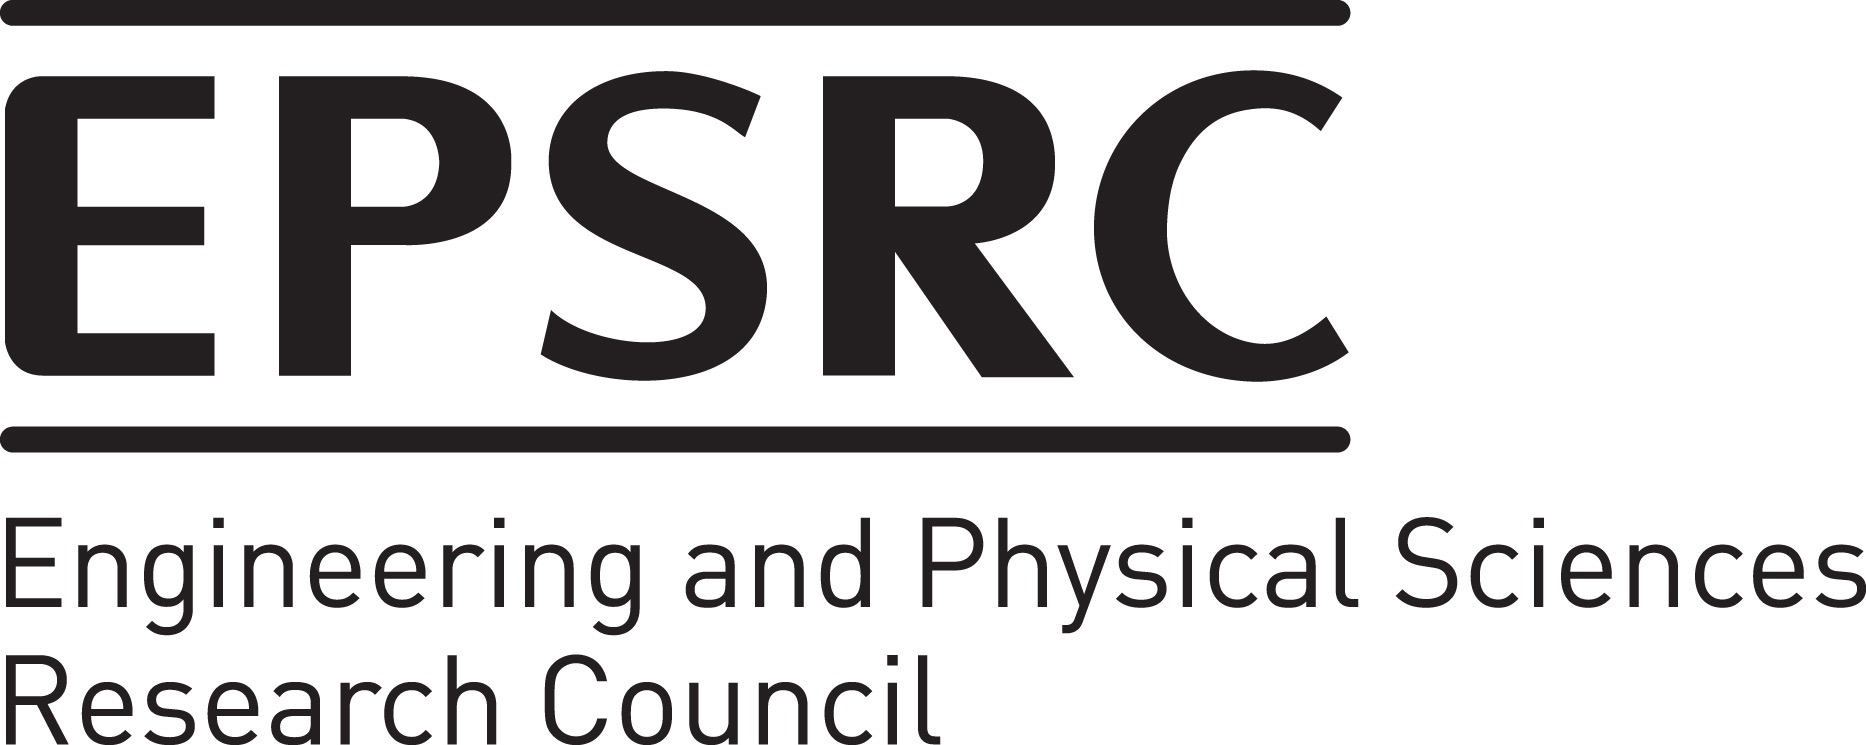 EPSRC
Engineering and Physical Sciences
Research Council